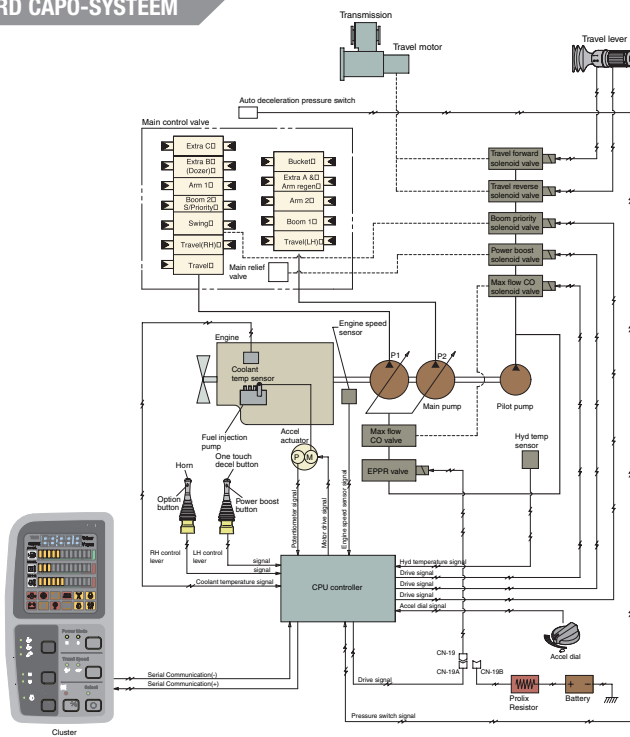 RD CAPO-SYSTEEM
Transmission
Travel motor
Travel lever
Auto deceleration pressure switch
Main control valve
Extra C
Extra B
(Dozer)
Arm 1
Boom 2
S/Priority
Swing
Travel(RH)
Travel
Bucket
Extra A &
Arm regen
Arm 2
Boom 1
Travel(LH)
Main relief
valve
Travel forward
solenoid valve
Travel reverse
solenoid valve
Boom priority
solenoid valve
Power boost
solenoid valve
Max flow CO
solenoid valve
Engine
Engine speed
sensor
Coolant
temp sensor
P1
P2
Main pump
Pilot pump
Fuel injection
pump
Accel
actuator
P M
Max flow
CO valve
EPPR valve
Hyd temp
sensor
Horn
Option
button
One touch
decel button
Power boost
button
RH control
lever
LH control
lever
Potentiometer signal
Motor drive signal
Engine speed sensor signal
signal
signal
Coolant temperature signal
CPU controller
Hyd temperature signal
Drive signal
Drive signal
Drive signal
Accel dial signal
Accel dial
CN-19
CN-19A
CN-19B
Drive signal
Prolix
Resistor
Battery
Serial Communication(-)
Serial Communication(+)
Pressure switch signal
Power Mode
Travel Speed
Select
Cluster